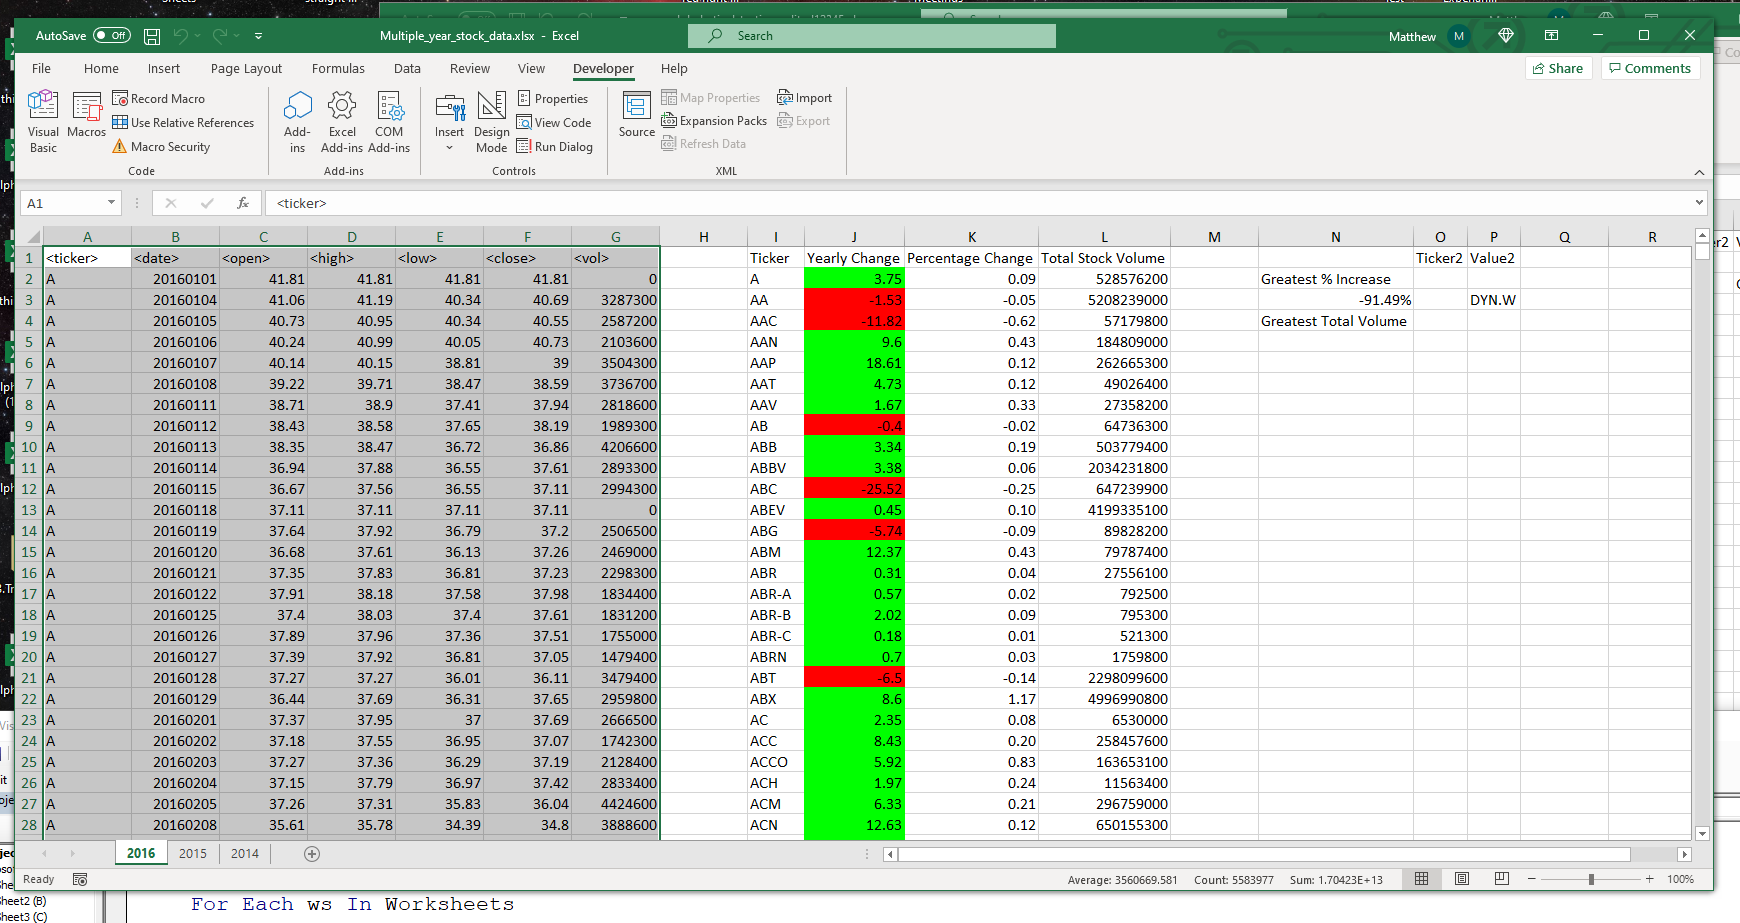 AutoSave Off Multiple_year_stock_data.xlsx - Excel Search Matthew M
File Home Insert Page Layout Formulas Data Review View Developer Help Share Comments
Visual Basic Macros Record Macro Use Relative References Macro Security
Add-ins Excel Add-ins COM Add-ins
Insert Design Mode Properties View Code Run Dialog
Source Map Properties Expansion Packs Refresh Data Import Export
Code Add-ins Controls XML
A1 fx <ticker>
A B C D E F G H I J K L M N O P Q R
1 <ticker> <date> <open> <high> <low> <close> <vol> Ticker Yearly Change Percentage Change Total Stock Volume Ticker2 Value2
2 A 20160101 41.81 41.81 41.81 41.81 0 A 3.75 0.09 528576200 Greatest % Increase
3 A 20160104 41.06 41.19 40.34 40.69 3287300 AA -1.53 -0.05 5208239000 -91.49% DYN.W
4 A 20160105 40.73 40.95 40.34 40.55 2587200 AAC -11.82 -0.62 57179800 Greatest Total Volume
5 A 20160106 40.24 40.99 40.05 40.73 2103600 AAN 9.6 0.43 184809000
6 A 20160107 40.14 40.15 38.81 39 3504300 AAP 18.61 0.12 262665300
7 A 20160108 39.22 39.71 38.47 38.59 3736700 AAT 4.73 0.12 49026400
8 A 20160111 38.71 38.9 37.41 37.94 2818600 AAV 1.67 0.33 27358200
9 A 20160112 38.43 38.58 37.65 38.19 1989300 AB -0.4 -0.02 64736300
10 A 20160113 38.35 38.47 36.72 36.86 4206600 ABB 3.34 0.19 503779400
11 A 20160114 36.94 37.88 36.55 37.61 2893300 ABBV 3.38 0.06 2034231800
12 A 20160115 36.67 37.56 36.55 37.11 2994300 ABC -25.52 -0.25 647239900
13 A 20160118 37.11 37.11 37.11 37.11 0 ABEV 0.45 0.10 4199335100
14 A 20160119 37.64 37.92 36.79 37.2 2506500 ABG -5.74 -0.09 89828200
15 A 20160120 36.68 37.61 36.13 37.26 2469000 ABM 12.37 0.43 79787400
16 A 20160121 37.35 37.83 36.81 37.23 2298300 ABR 0.31 0.04 27556100
17 A 20160122 37.91 38.18 37.58 37.98 1834400 ABR-A 0.57 0.02 792500
18 A 20160125 37.4 38.03 37.4 37.61 1831200 ABR-B 2.02 0.09 795300
19 A 20160126 37.89 37.96 37.36 37.51 1755000 ABR-C 0.18 0.01 521300
20 A 20160127 37.39 37.92 36.81 37.05 1479400 ABRN 0.7 0.03 1759800
21 A 20160128 37.27 37.27 36.01 36.11 3479400 ABT -6.5 -0.14 2298099600
22 A 20160129 36.44 37.69 36.31 37.65 2959800 ABX 8.6 1.17 4996990800
23 A 20160201 37.37 37.95 37 37.69 2666500 AC 2.35 0.08 6530000
24 A 20160202 37.18 37.55 36.95 37.07 1742300 ACC 8.43 0.20 258457600
25 A 20160203 37.27 37.36 36.29 37.19 2128400 ACCO 5.92 0.83 163653100
26 A 20160204 37.15 37.79 36.97 37.42 2833400 ACH 1.97 0.24 11563400
27 A 20160205 37.26 37.31 35.83 36.04 4424600 ACM 6.33 0.21 296759000
28 A 20160208 35.61 35.78 34.39 34.8 3888600 ACN 12.63 0.12 650155300
2016 2015 2014
Ready Average: 3560669.581 Count: 5583977 Sum: 1.70423E+13 100%
heet2 (B)
heet3 (C)
For Each ws In Worksheets